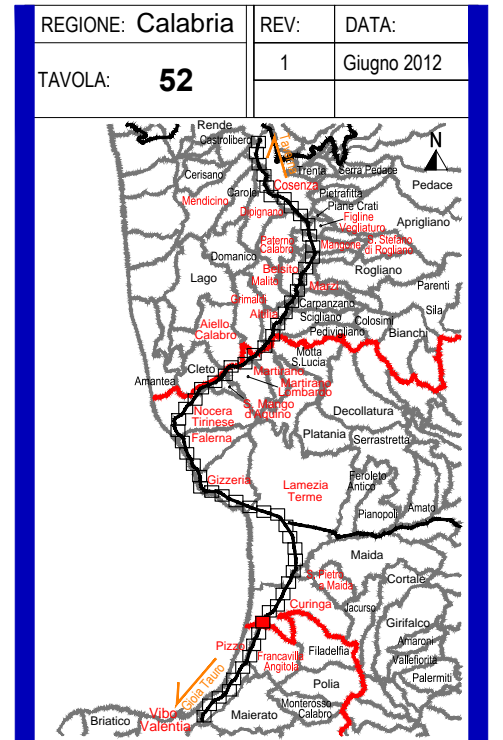 REGIONE: Calabria
REV:
DATA:
TAVOLA: 52
1
Giugno 2012
Rende
Castrolibero
Taverna
N
Trenta
Serra Pedace
Cerisano
Cosenza
Pedace
Carolei
Pietrafitta
Mendicino
Dipignano
Piane Crati
Figline
Vegliaturo
Aprigliano
Paterno
Calabro
Mangone
S. Stefano
di Rogliano
Domanico
Belsito
Rogliano
Lago
Malito
Marzi
Parenti
Grimaldi
Carpanzano
Altilia
Scigliano
Sila
Aiello
Calabro
Colosimi
Pedivigliano
Bianchi
Motta
S.Lucia
Cleto
Martirano
Amantea
Martirano
Lombardo
S. Mango
d'Aquino
Nocera
Tirinese
Decollatura
Falerna
Platania
Serrastretta
Gizzeria
Lamezia
Terme
Feroleto
Antico
Pianopoli
Amato
Maida
S. Pietro
a Maida
Cortale
Curinga
Jacurso
Girifalco
Pizzo
Filadelfia
Amaroni
Francavilla
Angitola
Vallefiorita
Gioia Tauro
Polia
Palermiti
Vibo
Valentia
Monterosso
Calabro
Briatico
Maierato